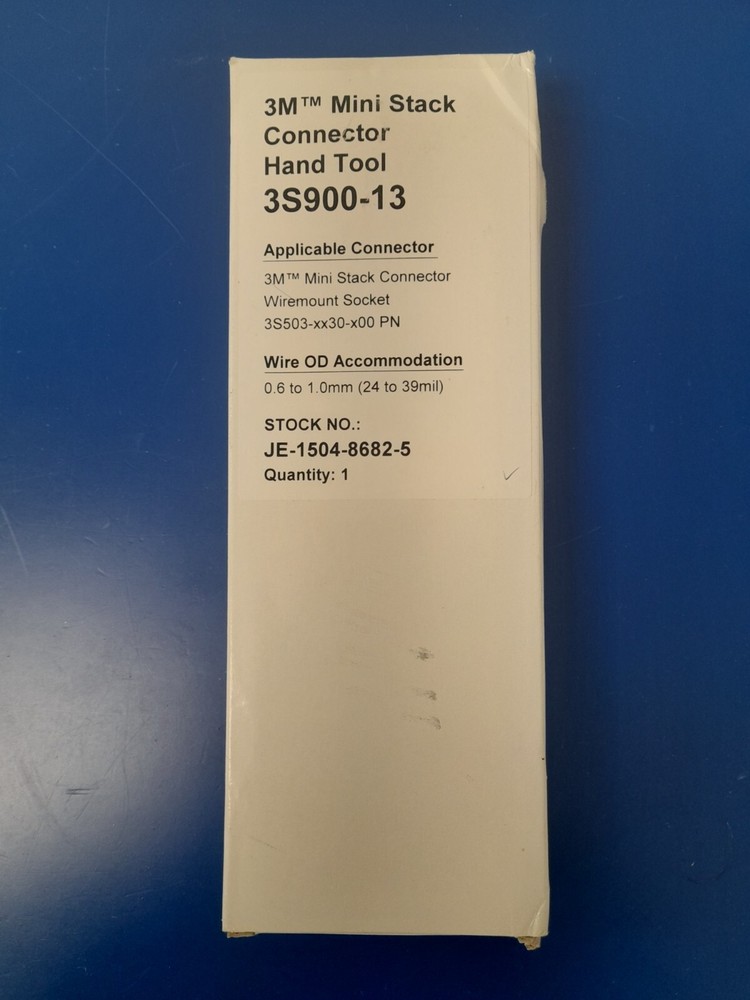 3M™ Mini Stack
Connector
Hand Tool
3S900-13
Applicable Connector
3M™ Mini Stack Connector
Wiremount Socket
3S503-xx30-x00 PN
Wire OD Accommodation
0.6 to 1.0mm (24 to 39mil)
STOCK NO.:
JE-1504-8682-5
Quantity: 1